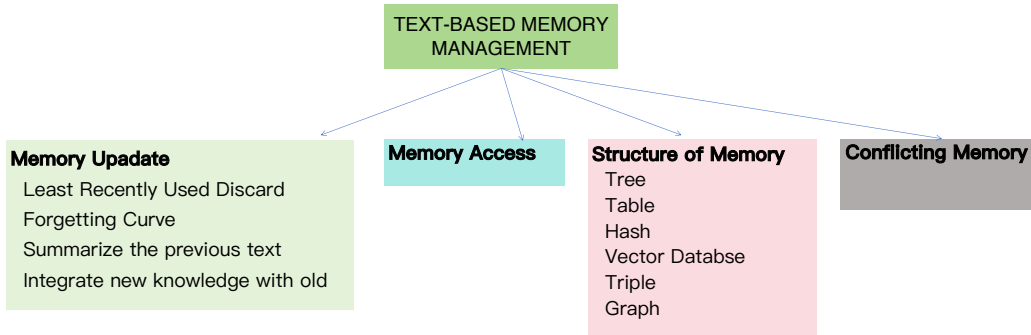 TEXT-BASED MEMORY
MANAGEMENT
Memory Upadate
Least Recently Used Discard
Forgetting Curve
Summarize the previous text
Integrate new knowledge with old
Memory Access
Structure of Memory
Tree
Table
Hash
Vector Databse
Triple
Graph
Conflicting Memory